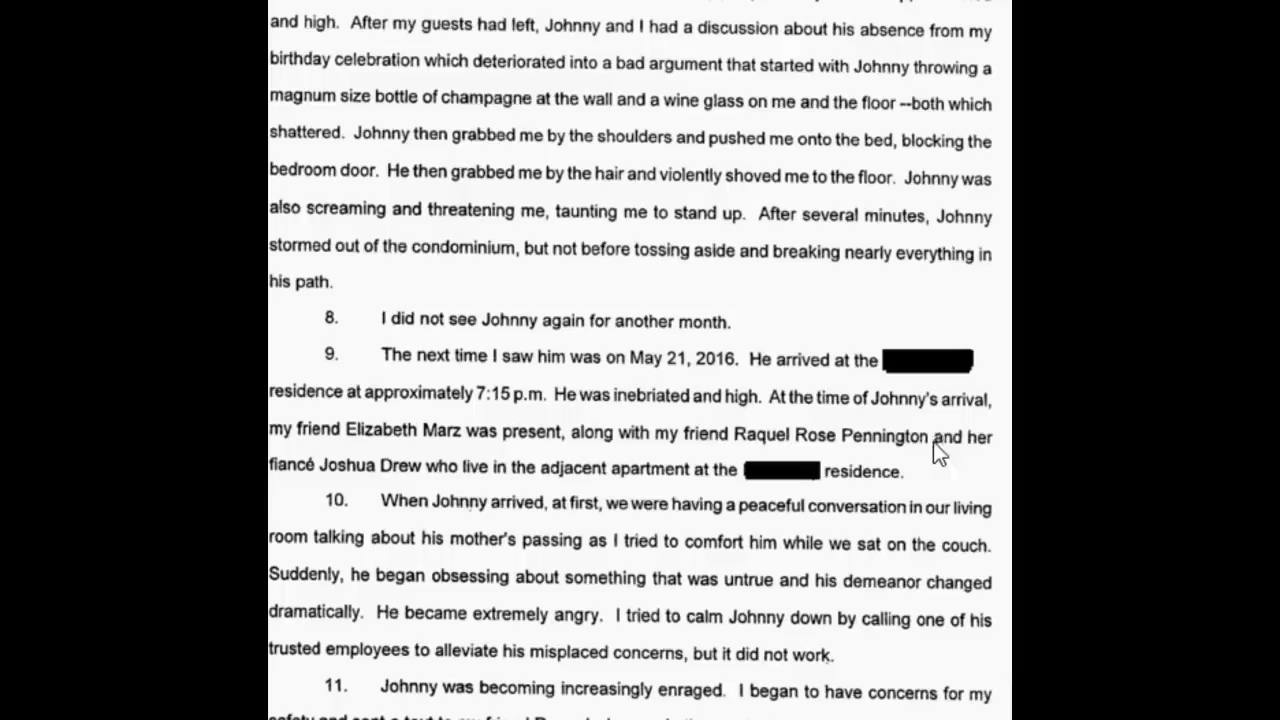 and high. After my guests had left, Johnny and I had a discussion about his absence from my
birthday celebration which deteriorated into a bad argument that started with Johnny throwing a
magnum size bottle of champagne at the wall and a wine glass on me and the floor --both which
shattered. Johnny then grabbed me by the shoulders and pushed me onto the bed, blocking the
bedroom door. He then grabbed me by the hair and violently shoved me to the floor. Johnny was
also screaming and threatening me, taunting me to stand up. After several minutes, Johnny
stormed out of the condominium, but not before tossing aside and breaking nearly everything in
his path.
8. I did not see Johnny again for another month.
9. The next time I saw him was on May 21, 2016. He arrived at the
residence at approximately 7:15 p.m. He was inebriated and high. At the time of Johnny's arrival,
my friend Elizabeth Marz was present, along with my friend Raquel Rose Pennington and her
fiancé Joshua Drew who live in the adjacent apartment at the residence.
10. When Johnny arrived, at first, we were having a peaceful conversation in our living
room talking about his mother's passing as I tried to comfort him while we sat on the couch.
Suddenly, he began obsessing about something that was untrue and his demeanor changed
dramatically. He became extremely angry. I tried to calm Johnny down by calling one of his
trusted employees to alleviate his misplaced concerns, but it did not work.
11. Johnny was becoming increasingly enraged. I began to have concerns for my